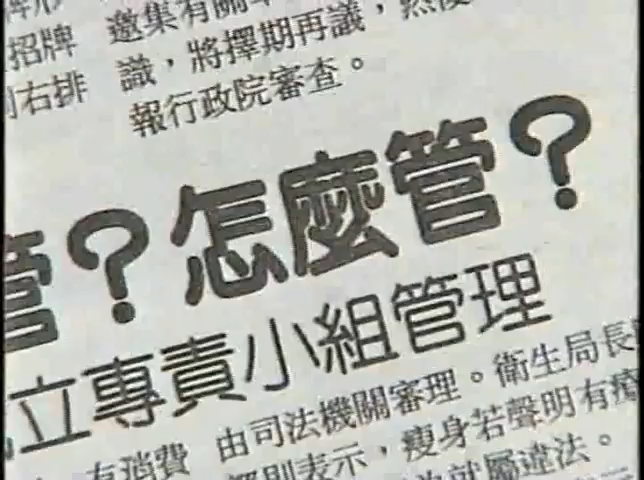 招牌
右排
邀集有關
識，將擇期再議，然後
報行政院審查。
管？怎麼管？
立專責小組管理
有消費
由司法機關審理。衛生局長
則表示，瘦身若聲明有療
就屬違法。